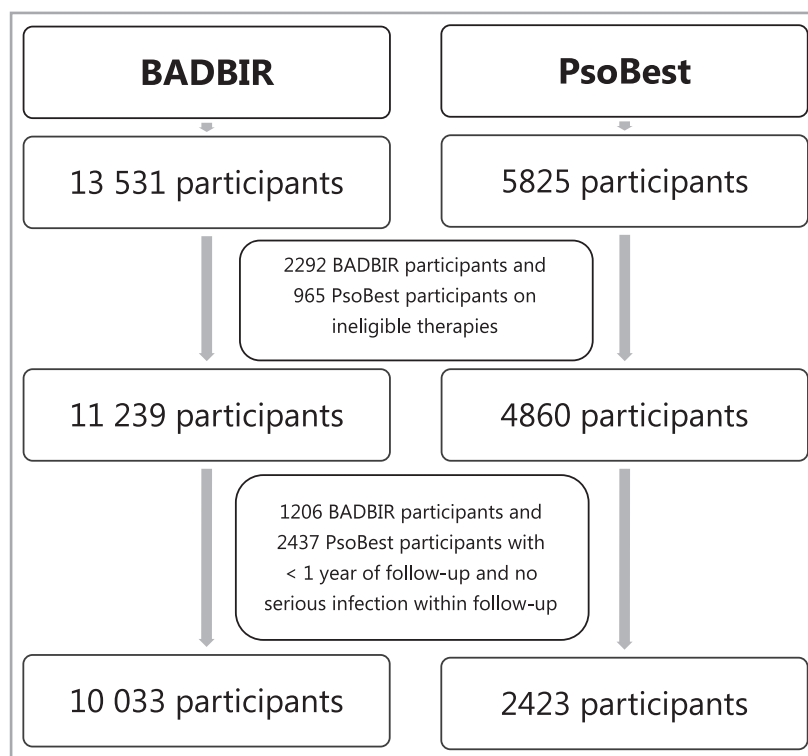 BADBIR
PsoBest
13 531 participants
5825 participants
2292 BADBIR participants and
965 PsoBest participants on
ineligible therapies
11 239 participants
4860 participants
1206 BADBIR participants and
2437 PsoBest participants with
< 1 year of follow-up and no
serious infection within follow-up
10 033 participants
2423 participants